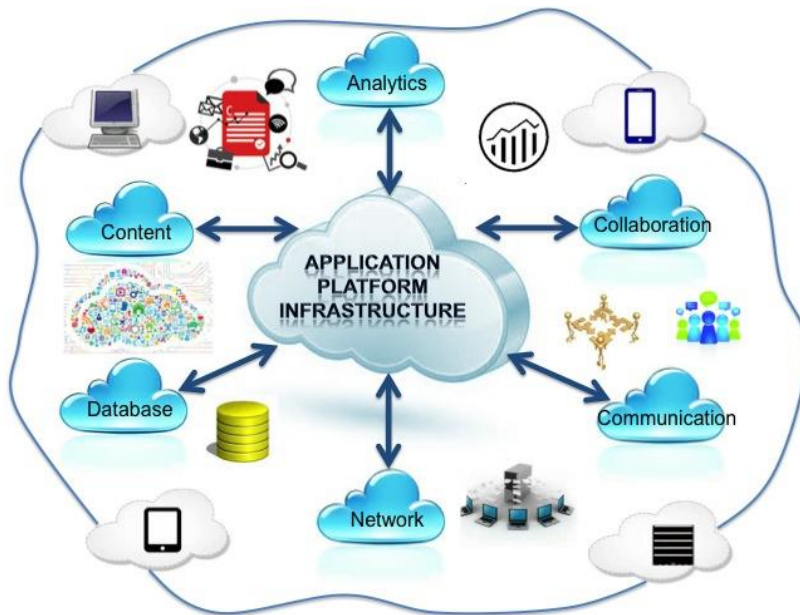 Analytics
Content
Collaboration
APPLICATION
PLATFORM
INFRASTRUCTURE
Database
Communication
Network